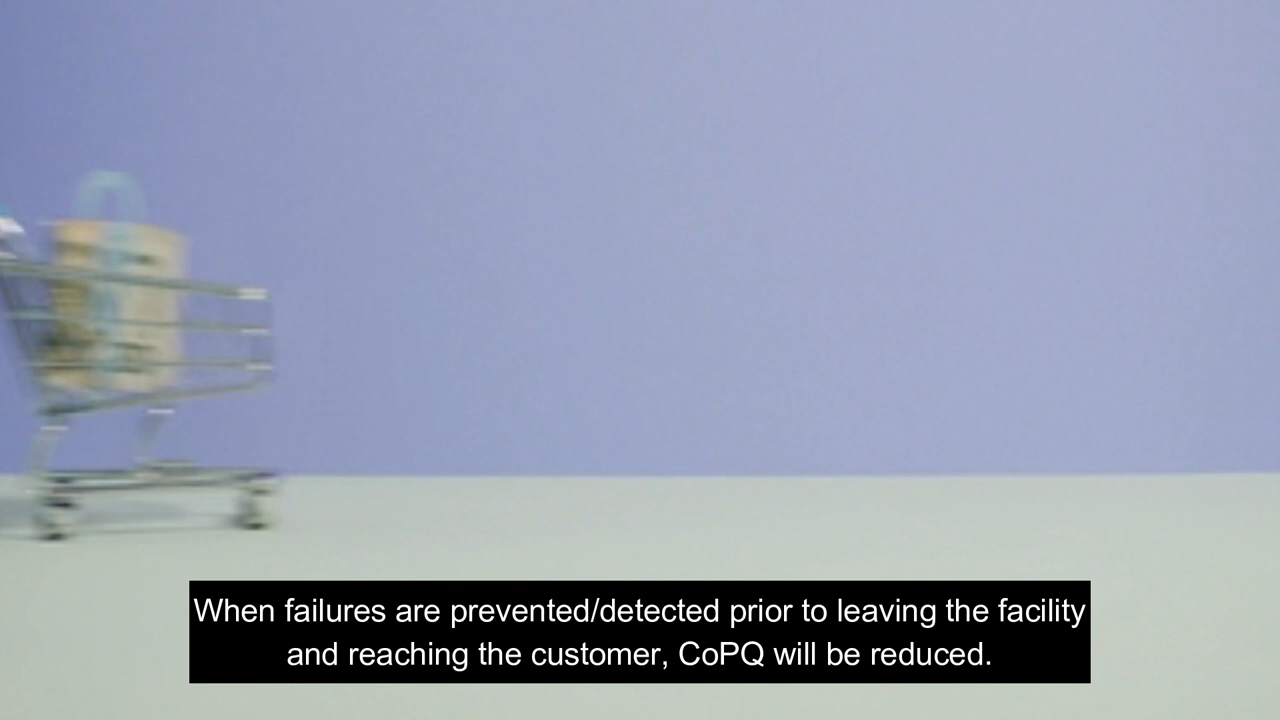 When failures are prevented/detected prior to leaving the facility
and reaching the customer, CoPQ will be reduced.